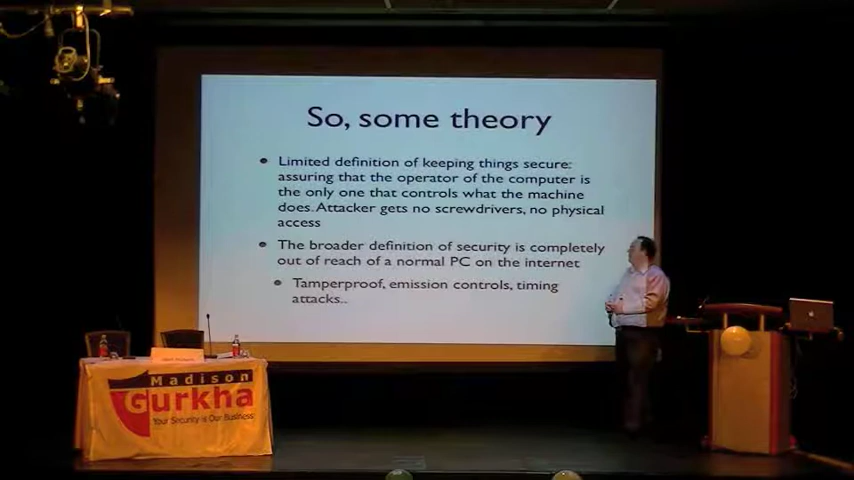 So, some theory
Limited definition of keeping things secure:
assuring that the operator of the computer is
the only one that controls what the machine
does. Attacker gets no screwdrivers, no physical
access
The broader definition of security is completely
out of reach of a normal PC on the internet
Tamperproof, emission controls, timing
attacks..
Madison
Gurkha
Your Security is Our Business